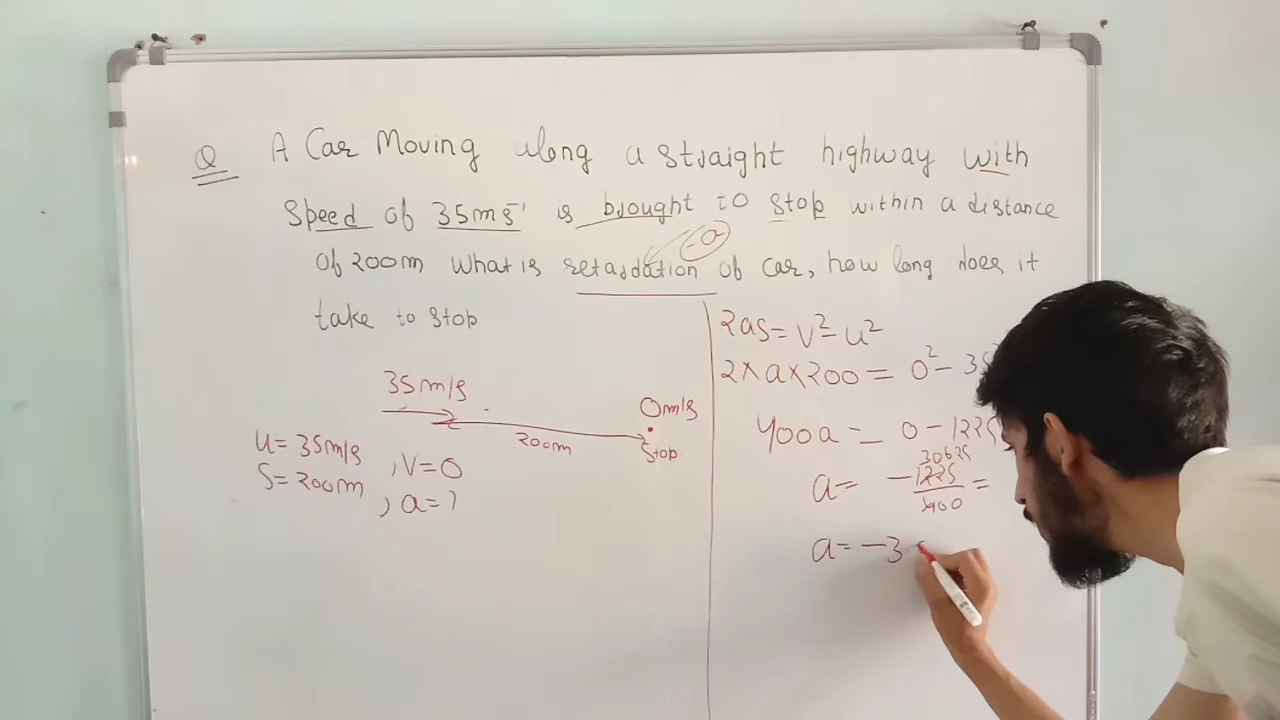 Q A Car Moving along a straight highway with
Speed of 35ms⁻¹ is brought to Stop within a distance
-a
of 200m what is retardation of car, how long does it
take to stop
35m/s
0m/s
200m
Stop
u = 35m/s
S = 200m
, v = 0
, a = ?
2as = v² - u²
2 × a × 200 = 0² - 35
400a = 0 - 1225
30625
a = -1225/400 =
a = -3